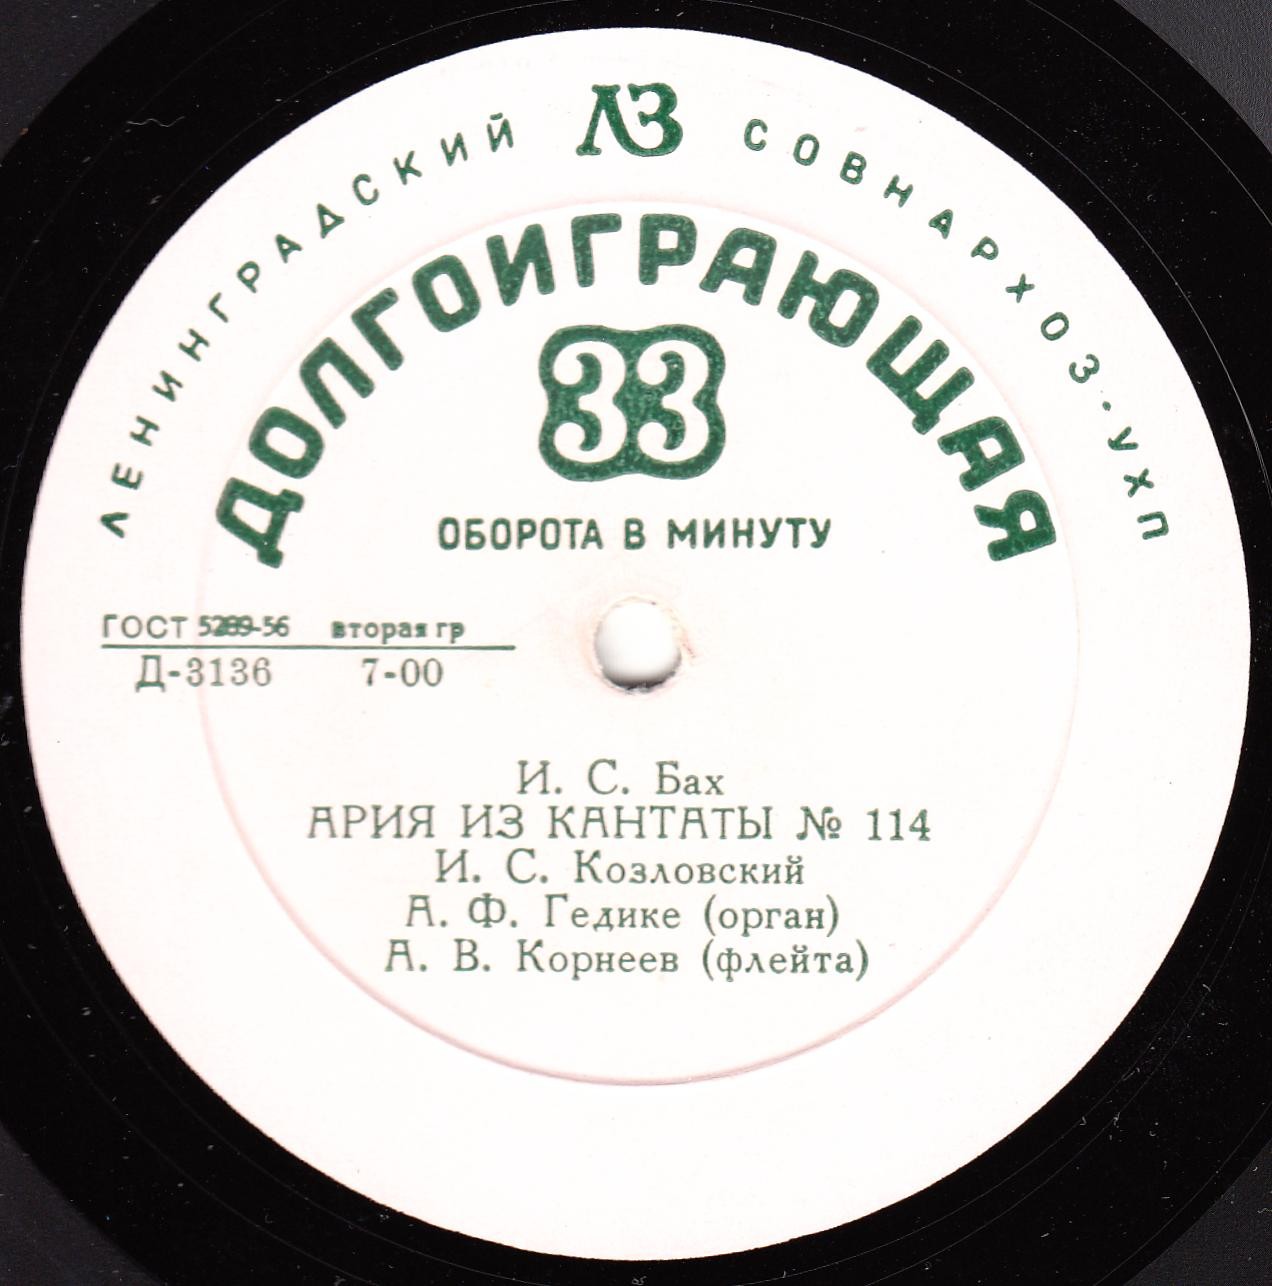 ЛЕНИНГРАДСКИЙ ЛЗ СОВНАРХОЗ·УХП
ДОЛГОИГРАЮЩАЯ
33
ОБОРОТА В МИНУТУ
ГОСТ 5289-56 вторая гр
Д-3136 7-00
И. С. Бах
АРИЯ ИЗ КАНТАТЫ № 114
И. С. Козловский
А. Ф. Гедике (орган)
А. В. Корнеев (флейта)